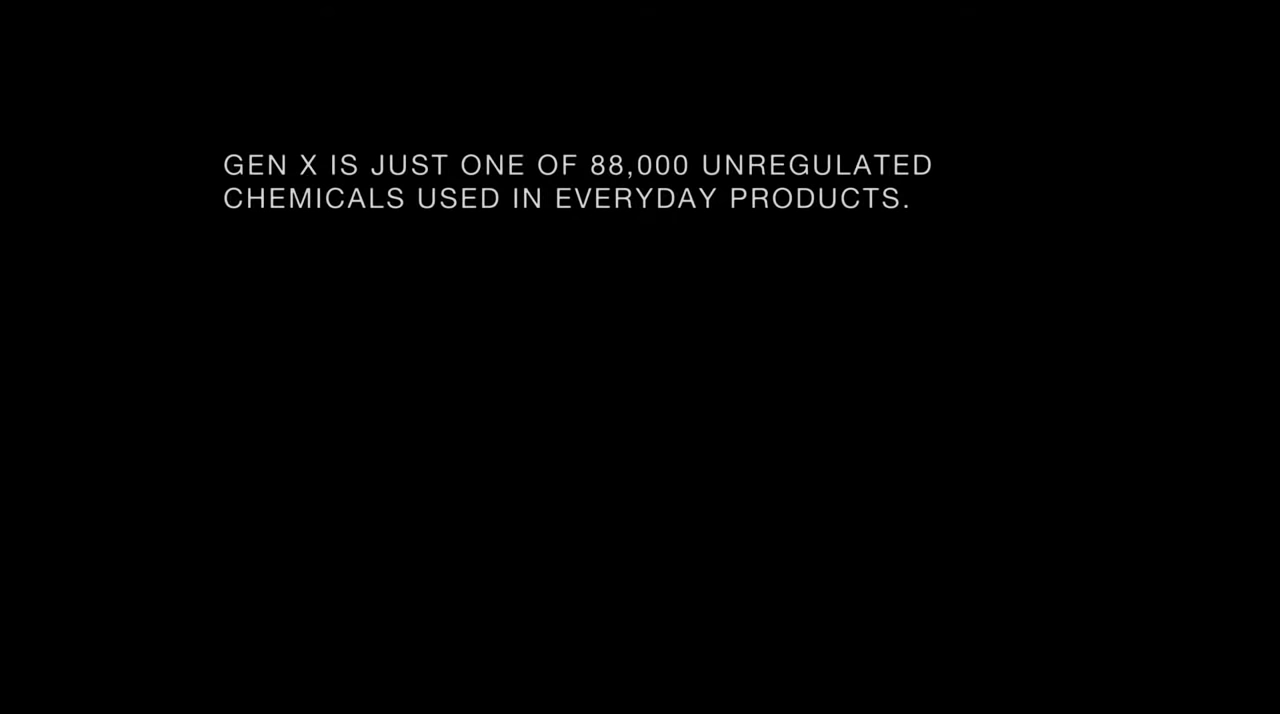 GEN X IS JUST ONE OF 88,000 UNREGULATED
CHEMICALS USED IN EVERYDAY PRODUCTS.